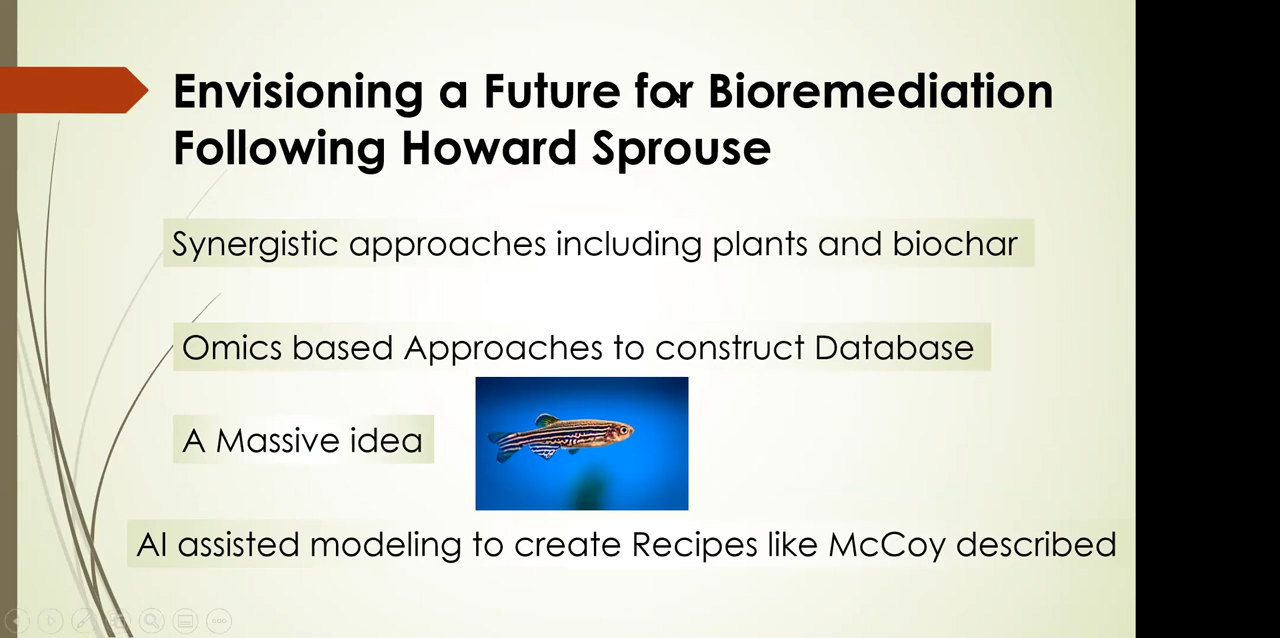 Envisioning a Future for Bioremediation
Following Howard Sprouse
Synergistic approaches including plants and biochar
Omics based Approaches to construct Database
A Massive idea
AI assisted modeling to create Recipes like McCoy described